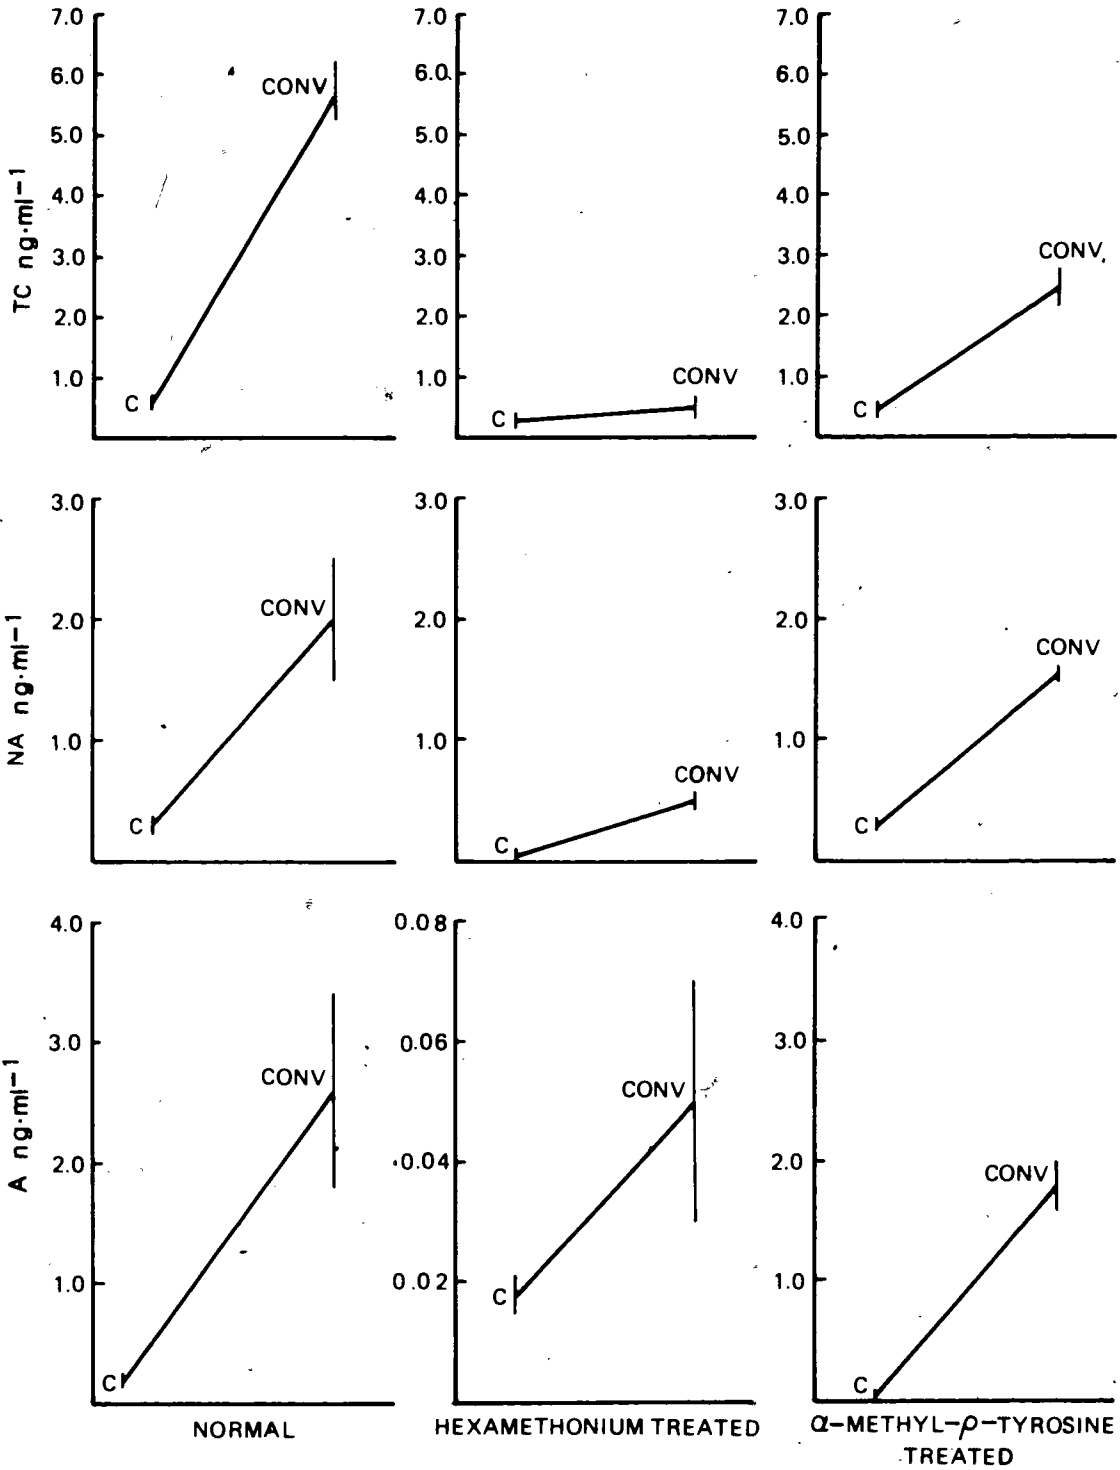 7.0
6.0
5.0
4.0
3.0
2.0
1.0
TC ng·ml−1
CONV
C
7.0
6.0
5.0
4.0
3.0
2.0
1.0
CONV
C
7.0
6.0
5.0
4.0
3.0
2.0
1.0
CONV
C
3.0
2.0
1.0
NA ng·ml−1
CONV
C
3.0
2.0
1.0
CONV
C
3.0
2.0
1.0
CONV
C
4.0
3.0
2.0
1.0
A ng·ml−1
CONV
C
NORMAL
0.08
0.06
0.04
0.02
CONV
C
HEXAMETHONIUM TREATED
4.0
3.0
2.0
1.0
CONV
C
α−METHYL−ρ−TYROSINE
TREATED